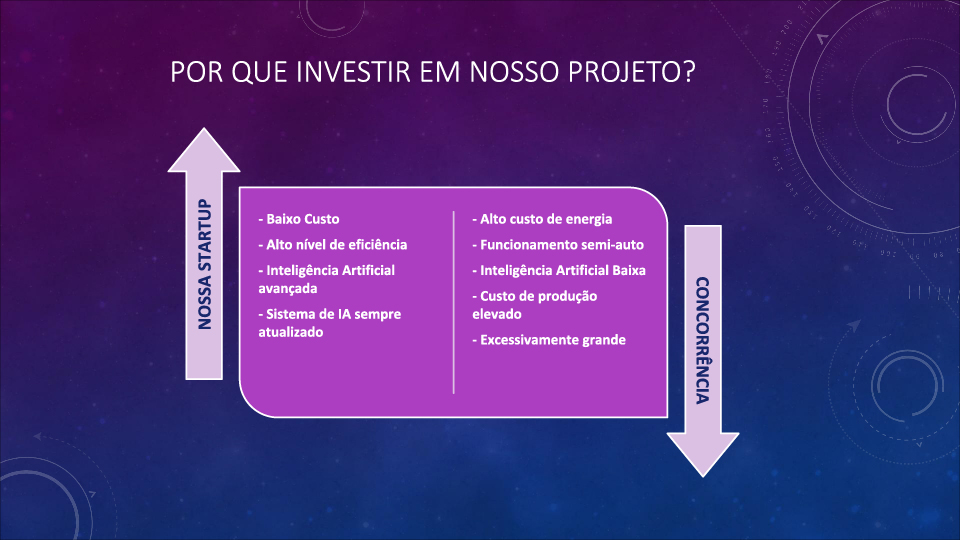 POR QUE INVESTIR EM NOSSO PROJETO?
NOSSA STARTUP
- Baixo Custo
- Alto nível de eficiência
- Inteligência Artificial
avançada
- Sistema de IA sempre
atualizado
- Alto custo de energia
- Funcionamento semi-auto
- Inteligência Artificial Baixa
- Custo de produção
elevado
- Excessivamente grande
CONCORRÊNCIA